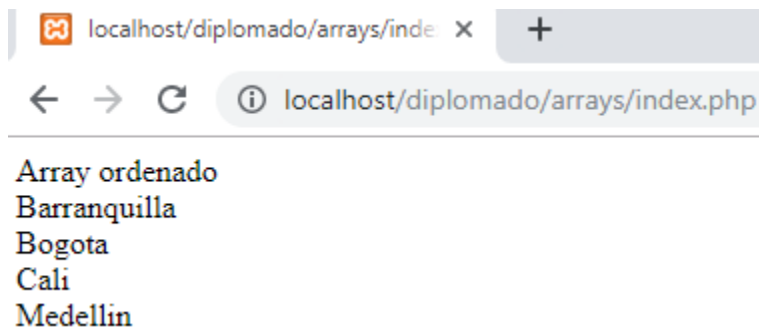 localhost/diplomado/arrays/inde
localhost/diplomado/arrays/index.php
Array ordenado
Barranquilla
Bogota
Cali
Medellin